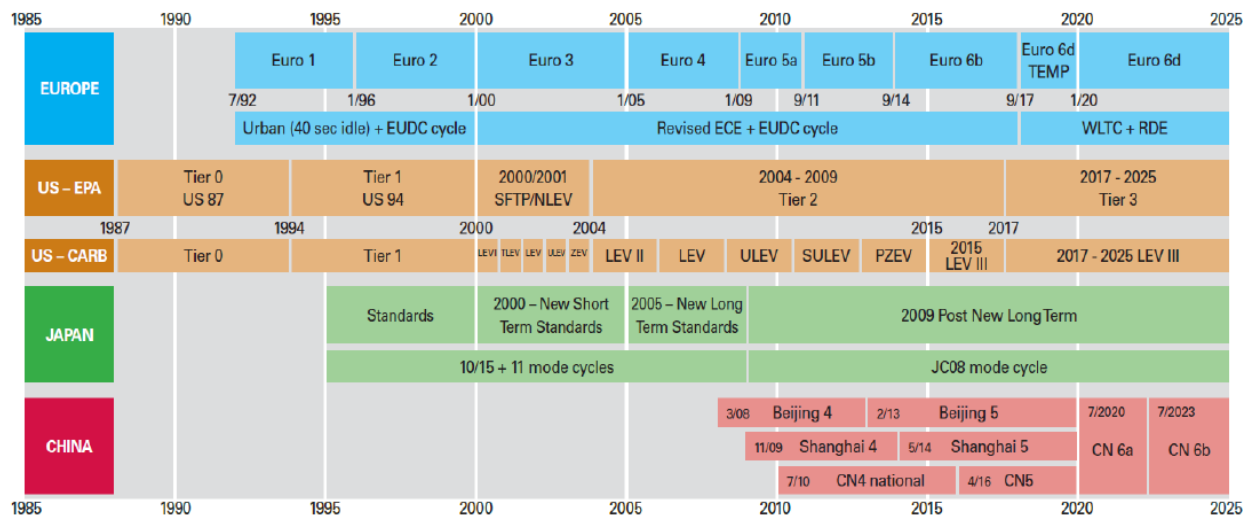 1985 1990 1995 2000 2005 2010 2015 2020 2025
EUROPE
Euro 1 Euro 2 Euro 3 Euro 4 Euro 5a Euro 5b Euro 6b Euro 6d TEMP Euro 6d
7/92 1/96 1/00 1/05 1/09 9/11 9/14 9/17 1/20
Urban (40 sec idle) + EUDC cycle Revised ECE + EUDC cycle WLTC + RDE
US – EPA
Tier 0 Tier 1 2000/2001 2004 - 2009 2017 - 2025
US 87 US 94 SFTP/NLEV Tier 2 Tier 3
1987 1994 2000 2004 2015 2017
US – CARB
Tier 0 Tier 1 LEVI TLEV LEV ULEV ZEV LEV II LEV ULEV SULEV PZEV 2015 LEV III 2017 - 2025 LEV III
JAPAN
Standards 2000 – New Short Term Standards 2005 – New Long Term Standards 2009 Post New Long Term
10/15 + 11 mode cycles JC08 mode cycle
CHINA
3/08 Beijing 4 2/13 Beijing 5 7/2020 7/2023
11/09 Shanghai 4 5/14 Shanghai 5 CN 6a CN 6b
7/10 CN4 national 4/16 CN5
1985 1990 1995 2000 2005 2010 2015 2020 2025